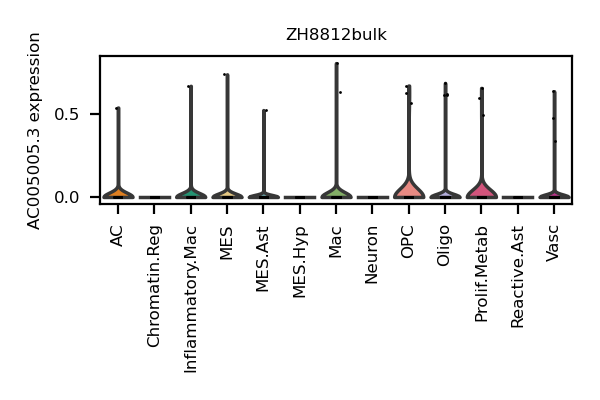 ZH8812bulk
AC005005.3 expression
0.5
0.0
AC
Chromatin.Reg
Inflammatory.Mac
MES
MES.Ast
MES.Hyp
Mac
Neuron
OPC
Oligo
Prolif.Metab
Reactive.Ast
Vasc